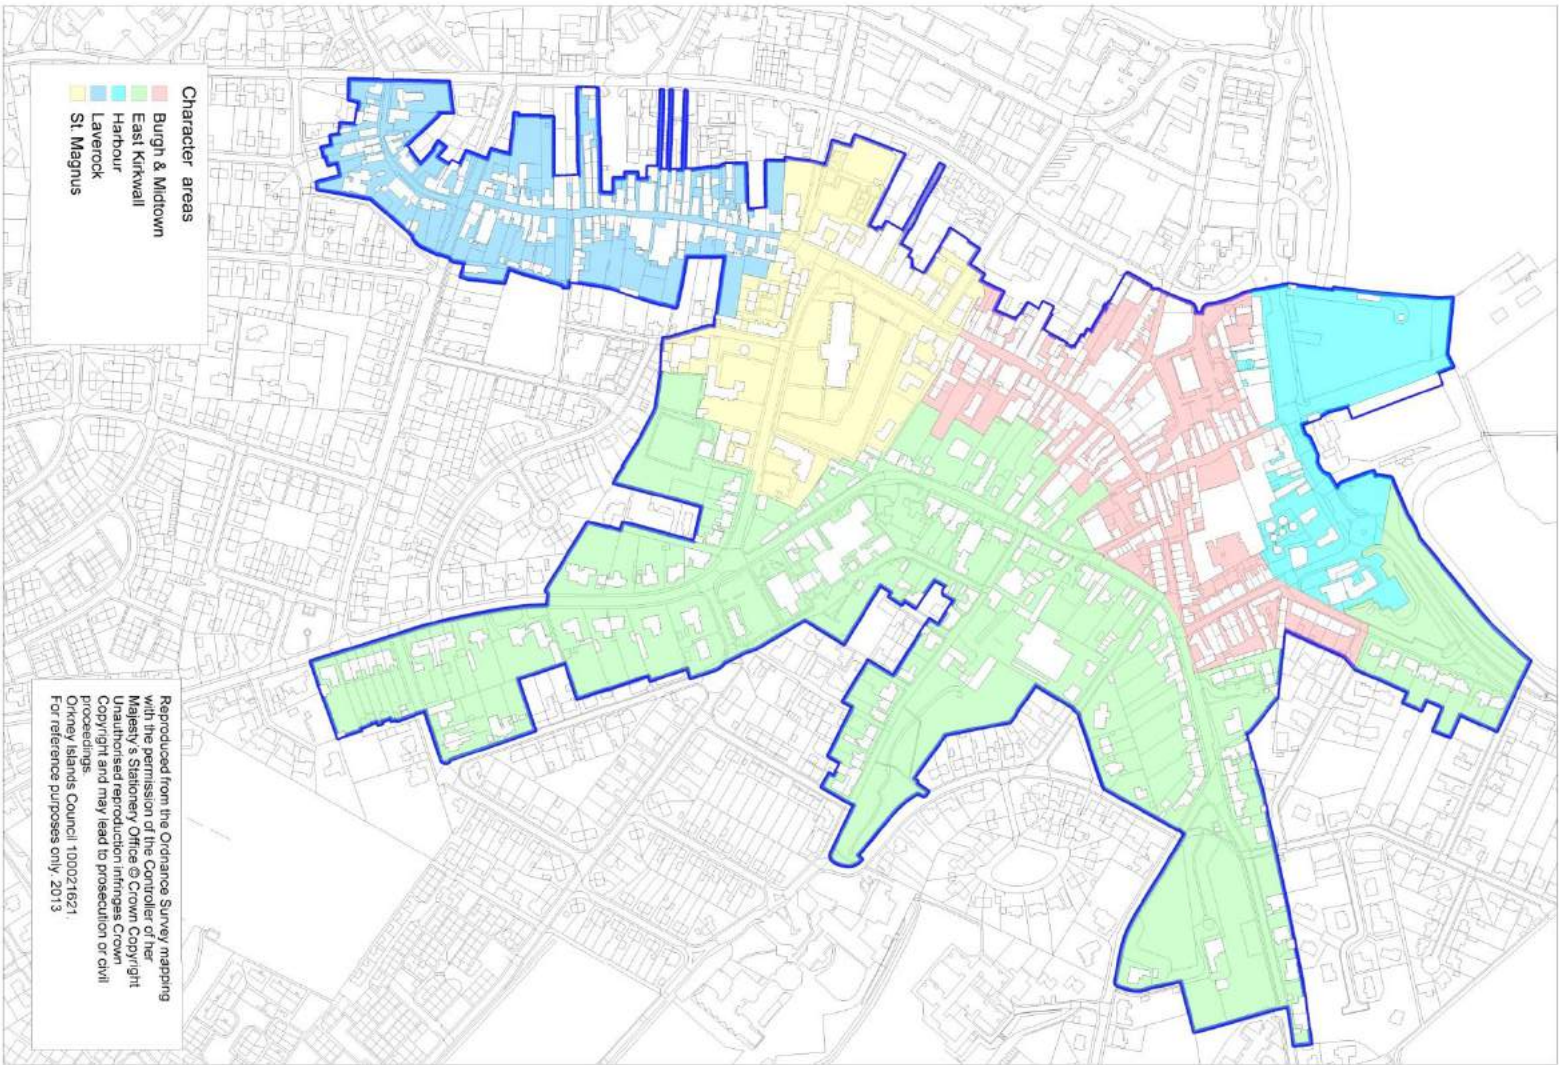 Character areas
Burgh & Midtown
East Kirkwall
Harbour
Laverock
St. Magnus
Reproduced from the Ordnance Survey mapping
with the permission of the Controller of her
Majesty's Stationery Office © Crown Copyright
Unauthorised reproduction infringes Crown
Copyright and may lead to prosecution or civil
proceedings.
Orkney Islands Council 100021621.
For reference purposes only. 2013